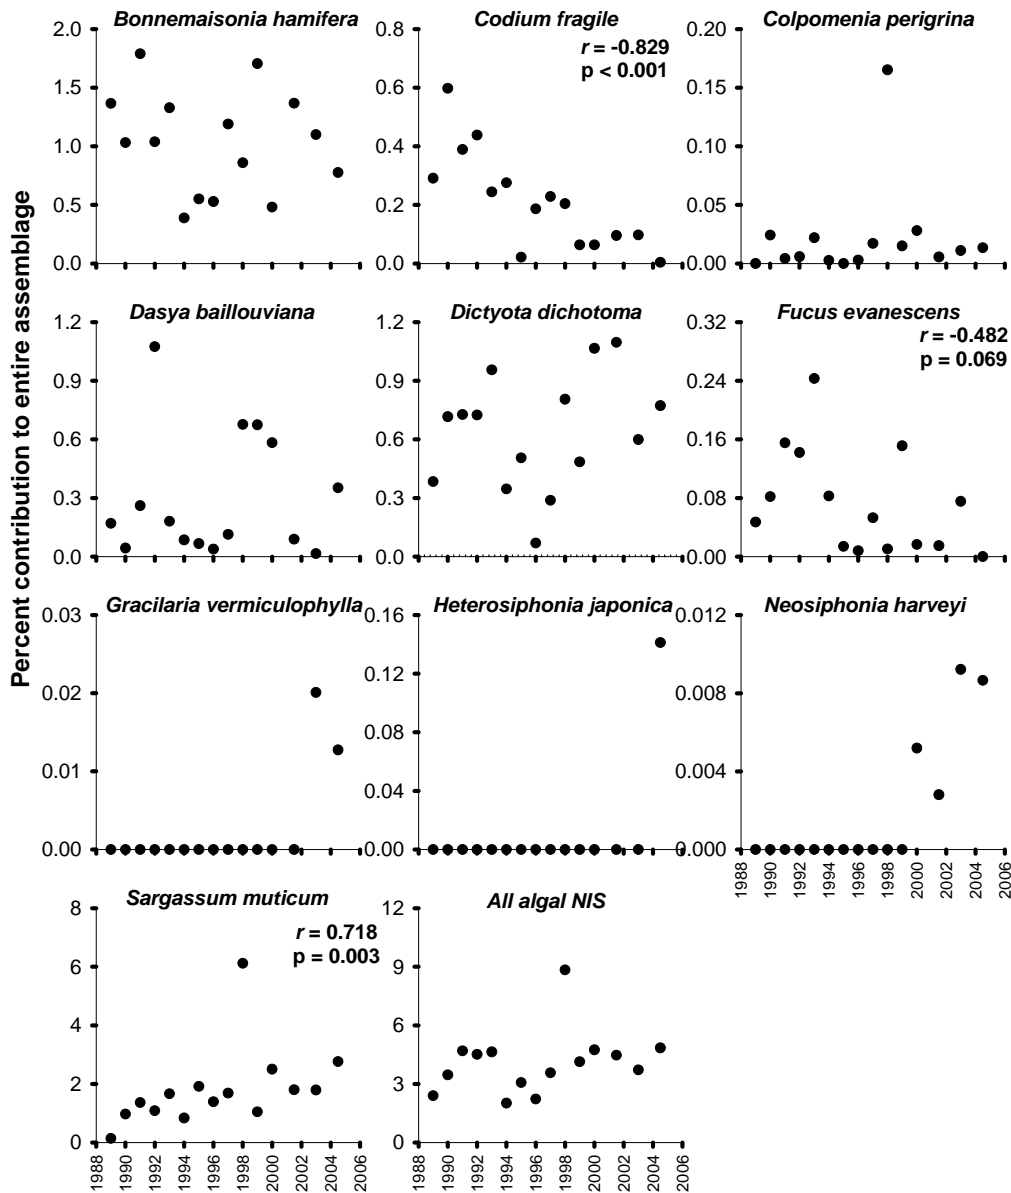 Percent contribution to entire assemblage
Bonnemaisonia hamifera
2.0
1.5
1.0
0.5
0.0
Codium fragile
r = -0.829
p < 0.001
0.8
0.6
0.4
0.2
0.0
Colpomenia perigrina
0.20
0.15
0.10
0.05
0.00
Dasya baillouviana
1.2
0.9
0.6
0.3
0.0
Dictyota dichotoma
1.2
0.9
0.6
0.3
0.0
Fucus evanescens
r = -0.482
p = 0.069
0.32
0.24
0.16
0.08
0.00
Gracilaria vermiculophylla
0.03
0.02
0.01
0.00
Heterosiphonia japonica
0.16
0.12
0.08
0.04
0.00
Neosiphonia harveyi
0.012
0.008
0.004
0.000
1988 1990 1992 1994 1996 1998 2000 2002 2004 2006
Sargassum muticum
r = 0.718
p = 0.003
8
6
4
2
0
1988 1990 1992 1994 1996 1998 2000 2002 2004 2006
All algal NIS
12
9
6
3
0
1988 1990 1992 1994 1996 1998 2000 2002 2004 2006